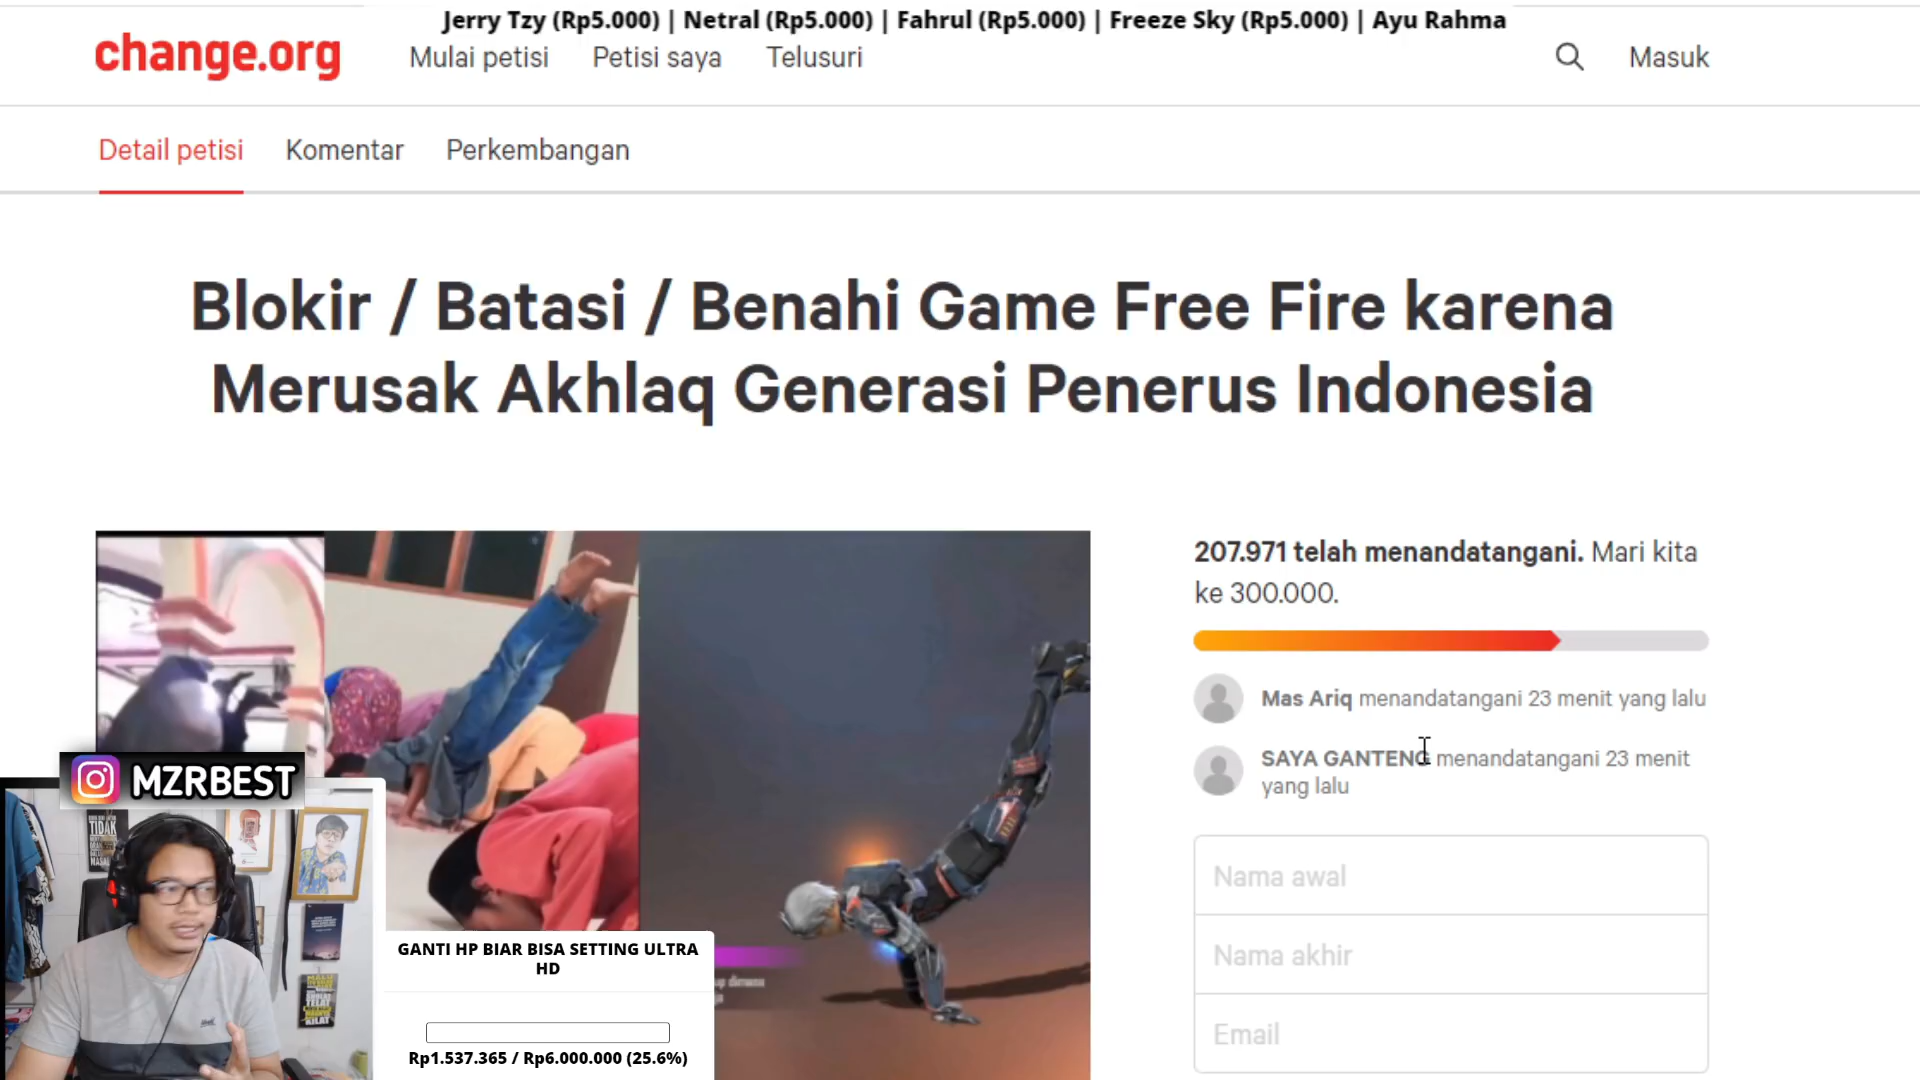 Jerry Tzy (Rp5.000) | Netral (Rp5.000) | Fahrul (Rp5.000) | Freeze Sky (Rp5.000) | Ayu Rahma
change.org
Mulai petisi
Petisi saya
Telusuri
Masuk
Detail petisi
Komentar
Perkembangan
Blokir / Batasi / Benahi Game Free Fire karena
Merusak Akhlaq Generasi Penerus Indonesia
207.971 telah menandatangani. Mari kita
ke 300.000.
Mas Ariq menandatangani 23 menit yang lalu
SAYA GANTENG menandatangani 23 menit
yang lalu
Nama awal
Nama akhir
Email
MZRBEST
TIDAK
GANTI HP BIAR BISA SETTING ULTRA
HD
Rp1.537.365 / Rp6.000.000 (25.6%)